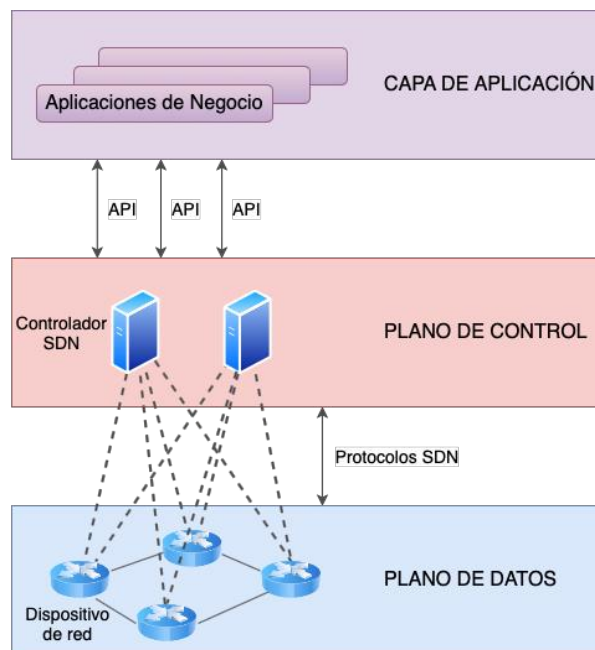 Aplicaciones de Negocio
CAPA DE APLICACIÓN
API
API
API
Controlador
SDN
PLANO DE CONTROL
Protocolos SDN
PLANO DE DATOS
Dispositivo
de red